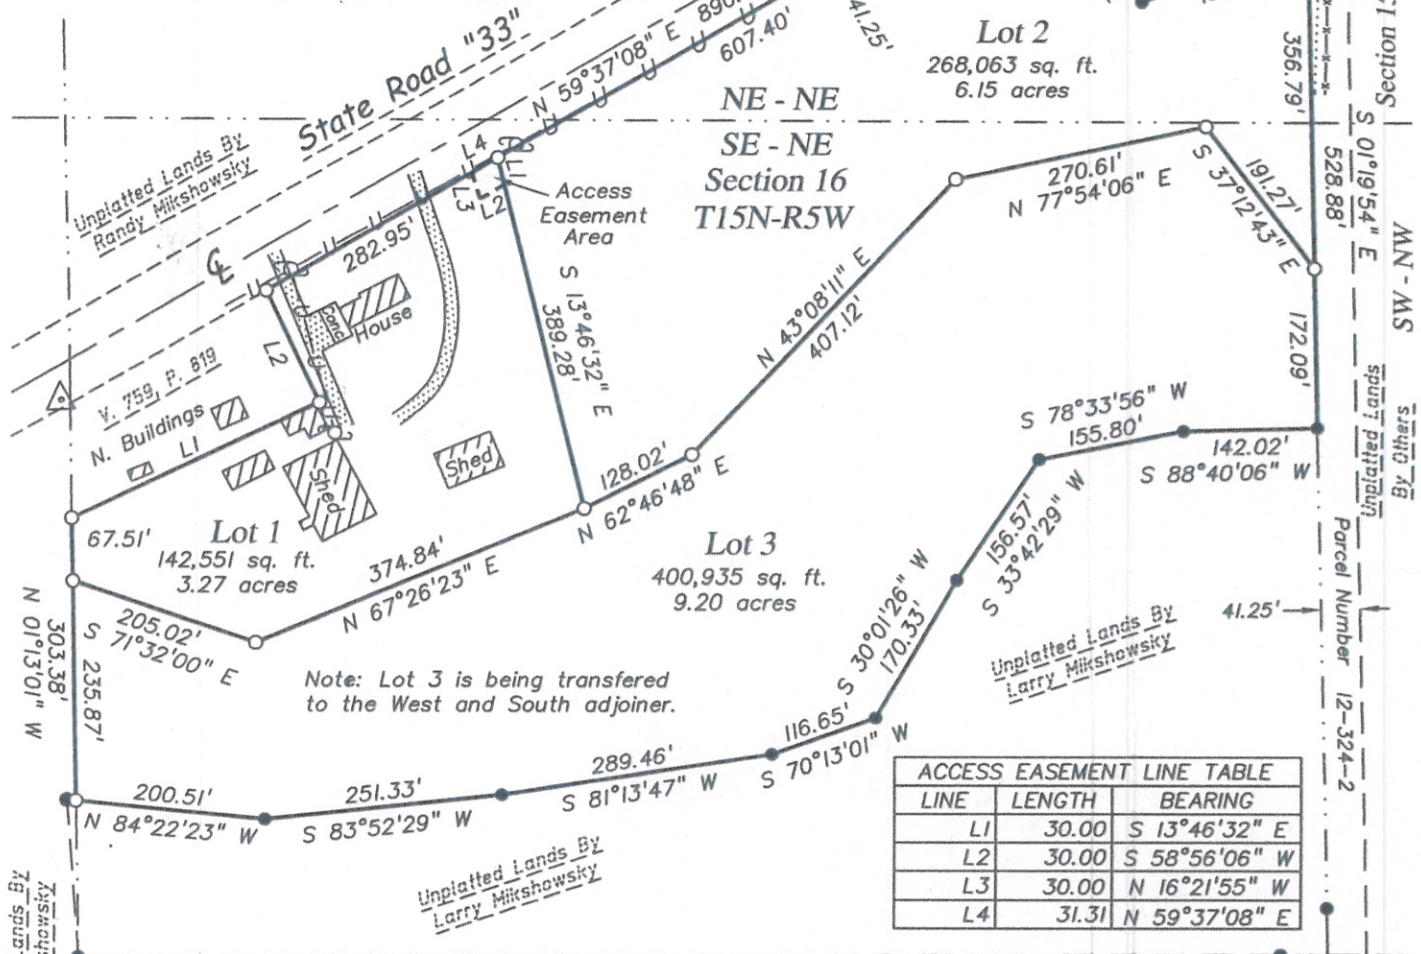 State Road "33"
N 59°37'08" E
607.40'
41.25'
Lot 2
268,063 sq. ft.
6.15 acres
356.79'
Unplatted Lands By
Randy Mikshowsky
NE - NE
SE - NE
Section 16
T15N-R5W
L4
L1
L3
L2
Access
Easement
Area
282.95'
270.61'
N 77°54'06" E
191.27'
S 37°12'43" E
528.88'
S 01°19'54" E
SW - NW
S 13°46'32" E
389.28'
N 43°08'11" E
407.12'
172.09'
House
Conc.
L2
V. 759, P. 819
N. Buildings
L1
Shed
Shed
128.02'
N 62°46'48" E
S 78°33'56" W
155.80'
142.02'
S 88°40'06" W
Unplatted Lands
By Others
67.51'
Lot 1
142,551 sq. ft.
3.27 acres
374.84'
N 67°26'23" E
Lot 3
400,935 sq. ft.
9.20 acres
156.57'
S 33°42'29" W
Parcel Number 12-324-2
41.25'
205.02'
S 71°32'00" E
303.38'
N 01°13'01" W
235.87'
S 30°01'26" W
170.33'
Unplatted Lands By
Larry Mikshowsky
Note: Lot 3 is being transfered
to the West and South adjoiner.
116.65'
S 70°13'01" W
289.46'
S 81°13'47" W
200.51'
N 84°22'23" W
251.33'
S 83°52'29" W
Unplatted Lands By
Larry Mikshowsky
ACCESS EASEMENT LINE TABLE
LINE LENGTH BEARING
L1 30.00 S 13°46'32" E
L2 30.00 S 58°56'06" W
L3 30.00 N 16°21'55" W
L4 31.31 N 59°37'08" E